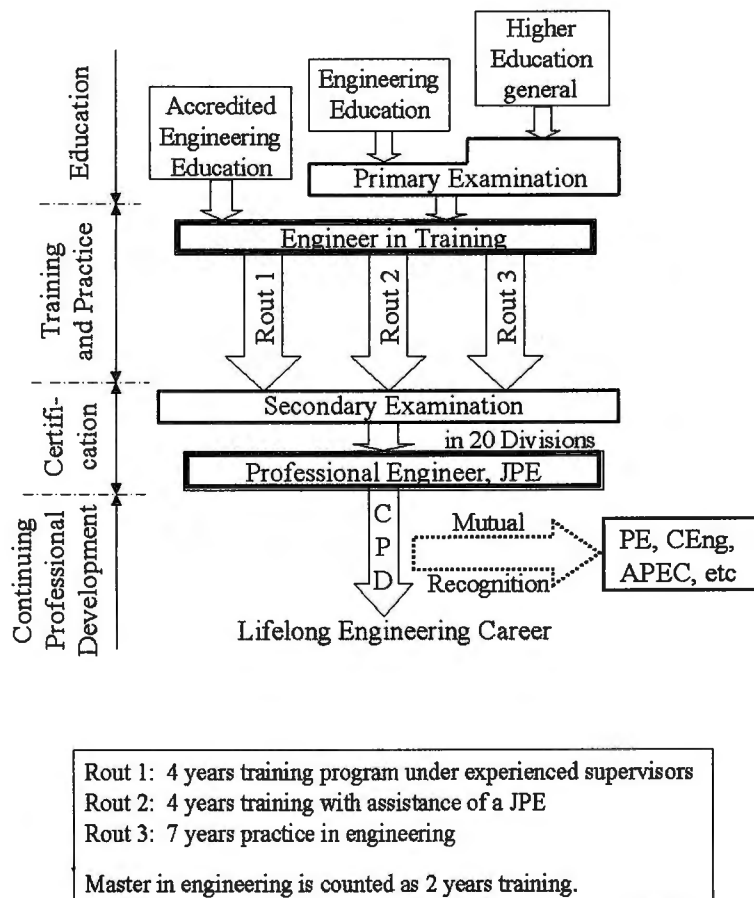 Education
Training
and Practice
Certifi-
cation
Continuing
Professional
Development
Accredited
Engineering
Education
Engineering
Education
Higher
Education
general
Primary Examination
Engineer in Training
Rout 1
Rout 2
Rout 3
Secondary Examination
in 20 Divisions
Professional Engineer, JPE
C
P
D
Mutual
Recognition
PE, CEng,
APEC, etc
Lifelong Engineering Career
Rout 1: 4 years training program under experienced supervisors
Rout 2: 4 years training with assistance of a JPE
Rout 3: 7 years practice in engineering
Master in engineering is counted as 2 years training.